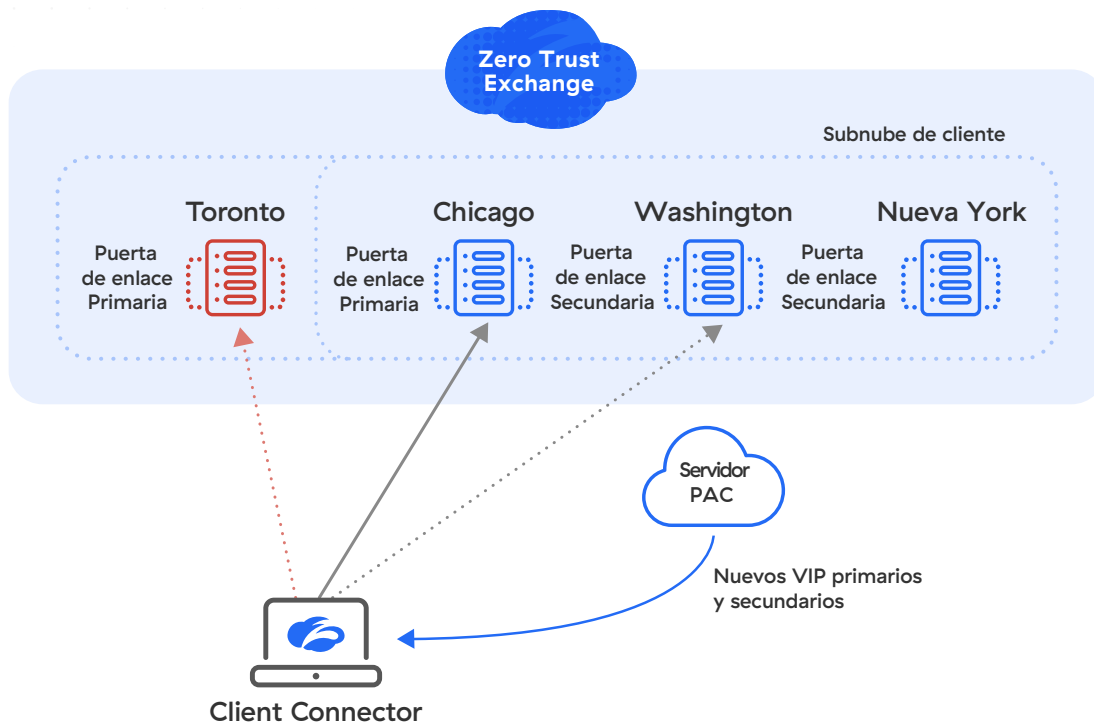 Zero Trust
Exchange
Subnube de cliente
Toronto
Puerta
de enlace
Primaria
Chicago
Puerta
de enlace
Primaria
Washington
Puerta
de enlace
Secundaria
Nueva York
Puerta
de enlace
Secundaria
Servidor
PAC
Nuevos VIP primarios
y secundarios
Client Connector